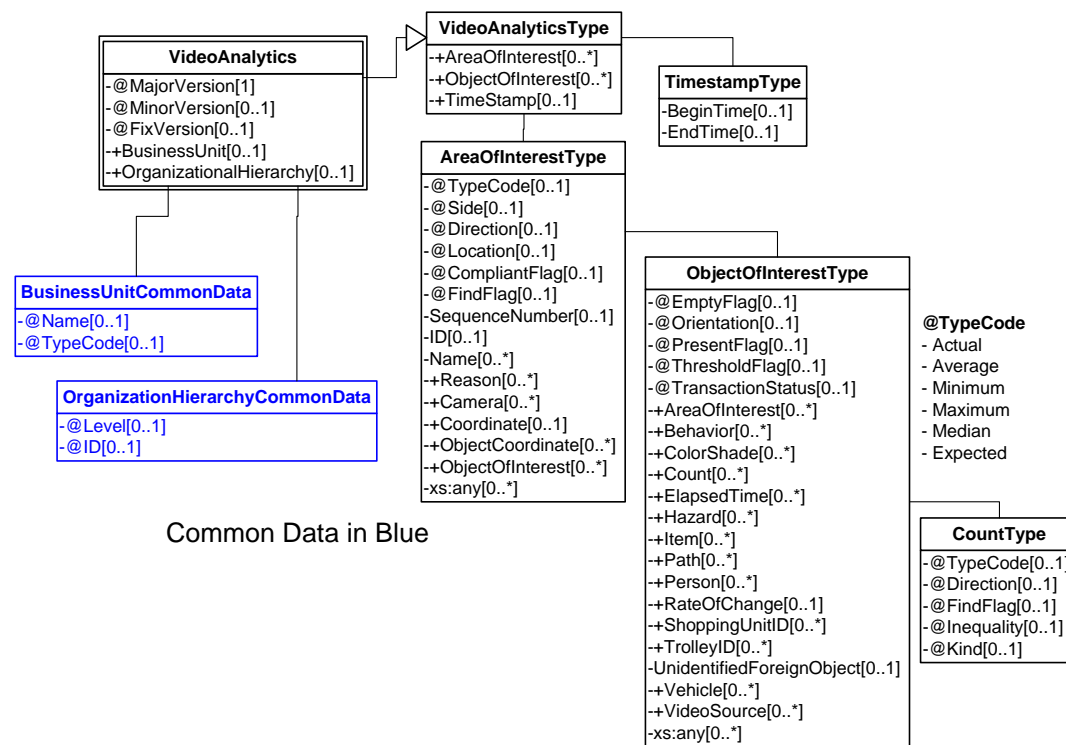 VideoAnalytics
-@MajorVersion[1]
-@MinorVersion[0..1]
-@FixVersion[0..1]
-+BusinessUnit[0..1]
-+OrganizationalHierarchy[0..1]
VideoAnalyticsType
-+AreaOfInterest[0..*]
-+ObjectOfInterest[0..*]
-+TimeStamp[0..1]
TimestampType
-BeginTime[0..1]
-EndTime[0..1]
AreaOfInterestType
-@TypeCode[0..1]
-@Side[0..1]
-@Direction[0..1]
-@Location[0..1]
-@CompliantFlag[0..1]
-@FindFlag[0..1]
-SequenceNumber[0..1]
-ID[0..1]
-Name[0..*]
-+Reason[0..*]
-+Camera[0..*]
-+Coordinate[0..1]
-+ObjectCoordinate[0..*]
-+ObjectOfInterest[0..*]
-xs:any[0..*]
BusinessUnitCommonData
-@Name[0..1]
-@TypeCode[0..1]
OrganizationHierarchyCommonData
-@Level[0..1]
-@ID[0..1]
Common Data in Blue
ObjectOfInterestType
-@EmptyFlag[0..1]
-@Orientation[0..1]
-@PresentFlag[0..1]
-@ThresholdFlag[0..1]
-@TransactionStatus[0..1]
-+AreaOfInterest[0..*]
-+Behavior[0..*]
-+ColorShade[0..*]
-+Count[0..*]
-+ElapsedTime[0..*]
-+Hazard[0..*]
-+Item[0..*]
-+Path[0..*]
-+Person[0..*]
-+RateOfChange[0..1]
-+ShoppingUnitID[0..*]
-+TrolleyID[0..*]
-UnidentifiedForeignObject[0..1]
-+Vehicle[0..*]
-+VideoSource[0..*]
-xs:any[0..*]
@TypeCode
- Actual
- Average
- Minimum
- Maximum
- Median
- Expected
CountType
-@TypeCode[0..1]
-@Direction[0..1]
-@FindFlag[0..1]
-@Inequality[0..1]
-@Kind[0..1]